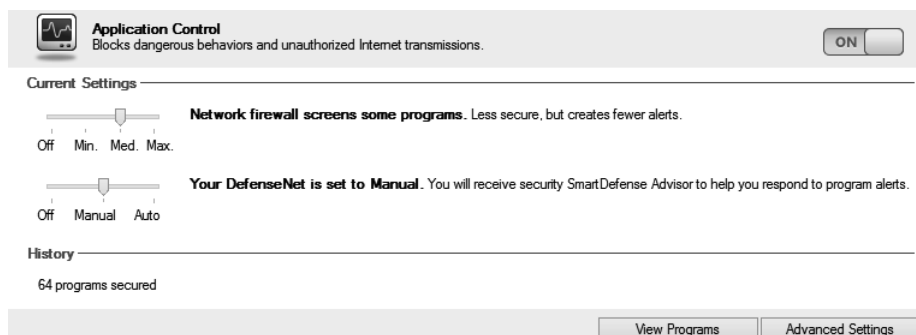 Application Control
Blocks dangerous behaviors and unauthorized Internet transmissions.
ON
Current Settings
Network firewall screens some programs. Less secure, but creates fewer alerts.
Off Min. Med. Max.
Your DefenseNet is set to Manual. You will receive security SmartDefense Advisor to help you respond to program alerts.
Off Manual Auto
History
64 programs secured
View Programs Advanced Settings